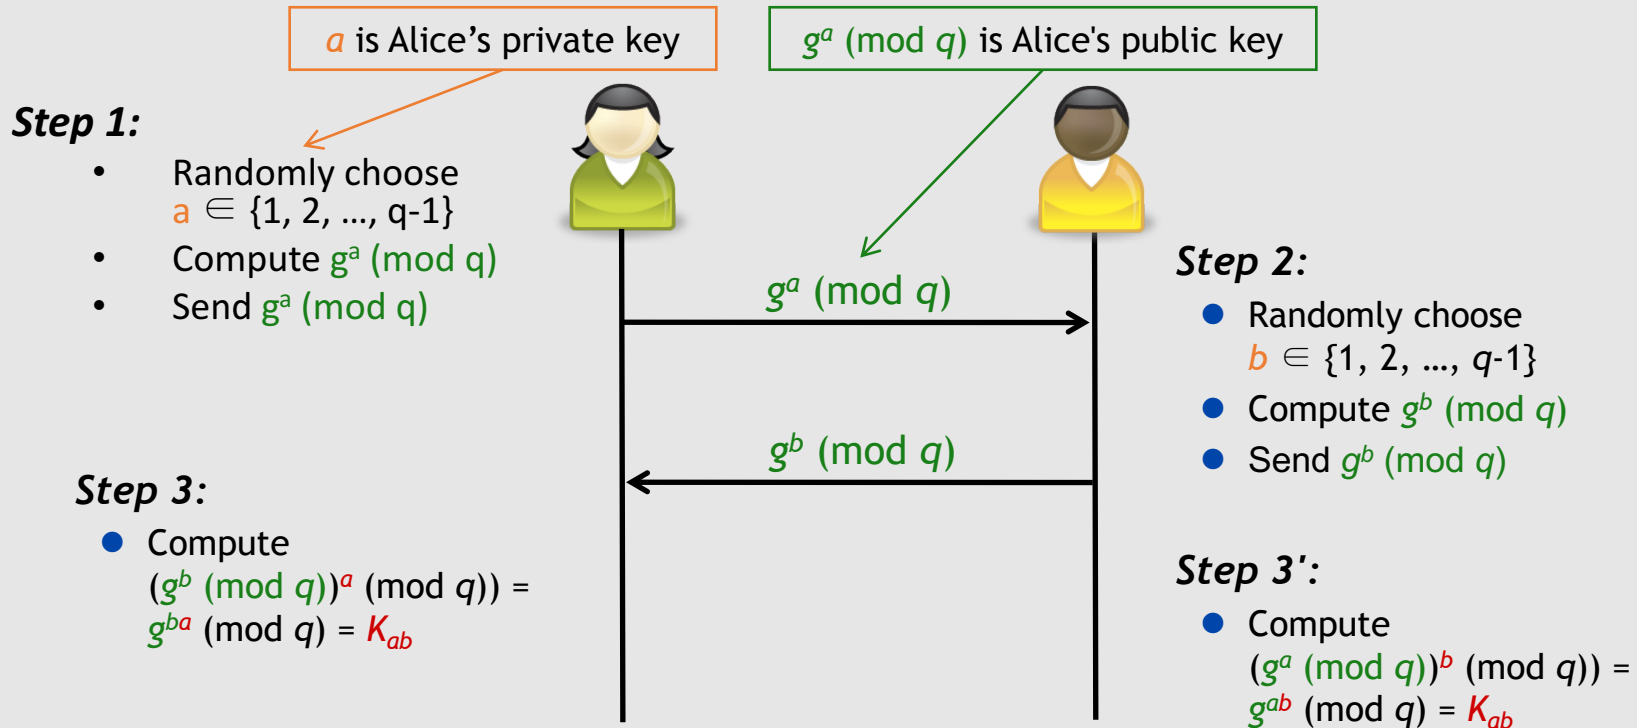 a is Alice’s private key
gᵃ (mod q) is Alice's public key
Step 1:
• Randomly choose
a ∈ {1, 2, …, q-1}
• Compute gᵃ (mod q)
• Send gᵃ (mod q)
gᵃ (mod q)
Step 2:
● Randomly choose
b ∈ {1, 2, …, q-1}
● Compute gᵇ (mod q)
● Send gᵇ (mod q)
gᵇ (mod q)
Step 3:
● Compute
(gᵇ (mod q))ᵃ (mod q)) =
gᵇᵃ (mod q) = K_ab
Step 3':
● Compute
(gᵃ (mod q))ᵇ (mod q)) =
gᵃᵇ (mod q) = K_ab